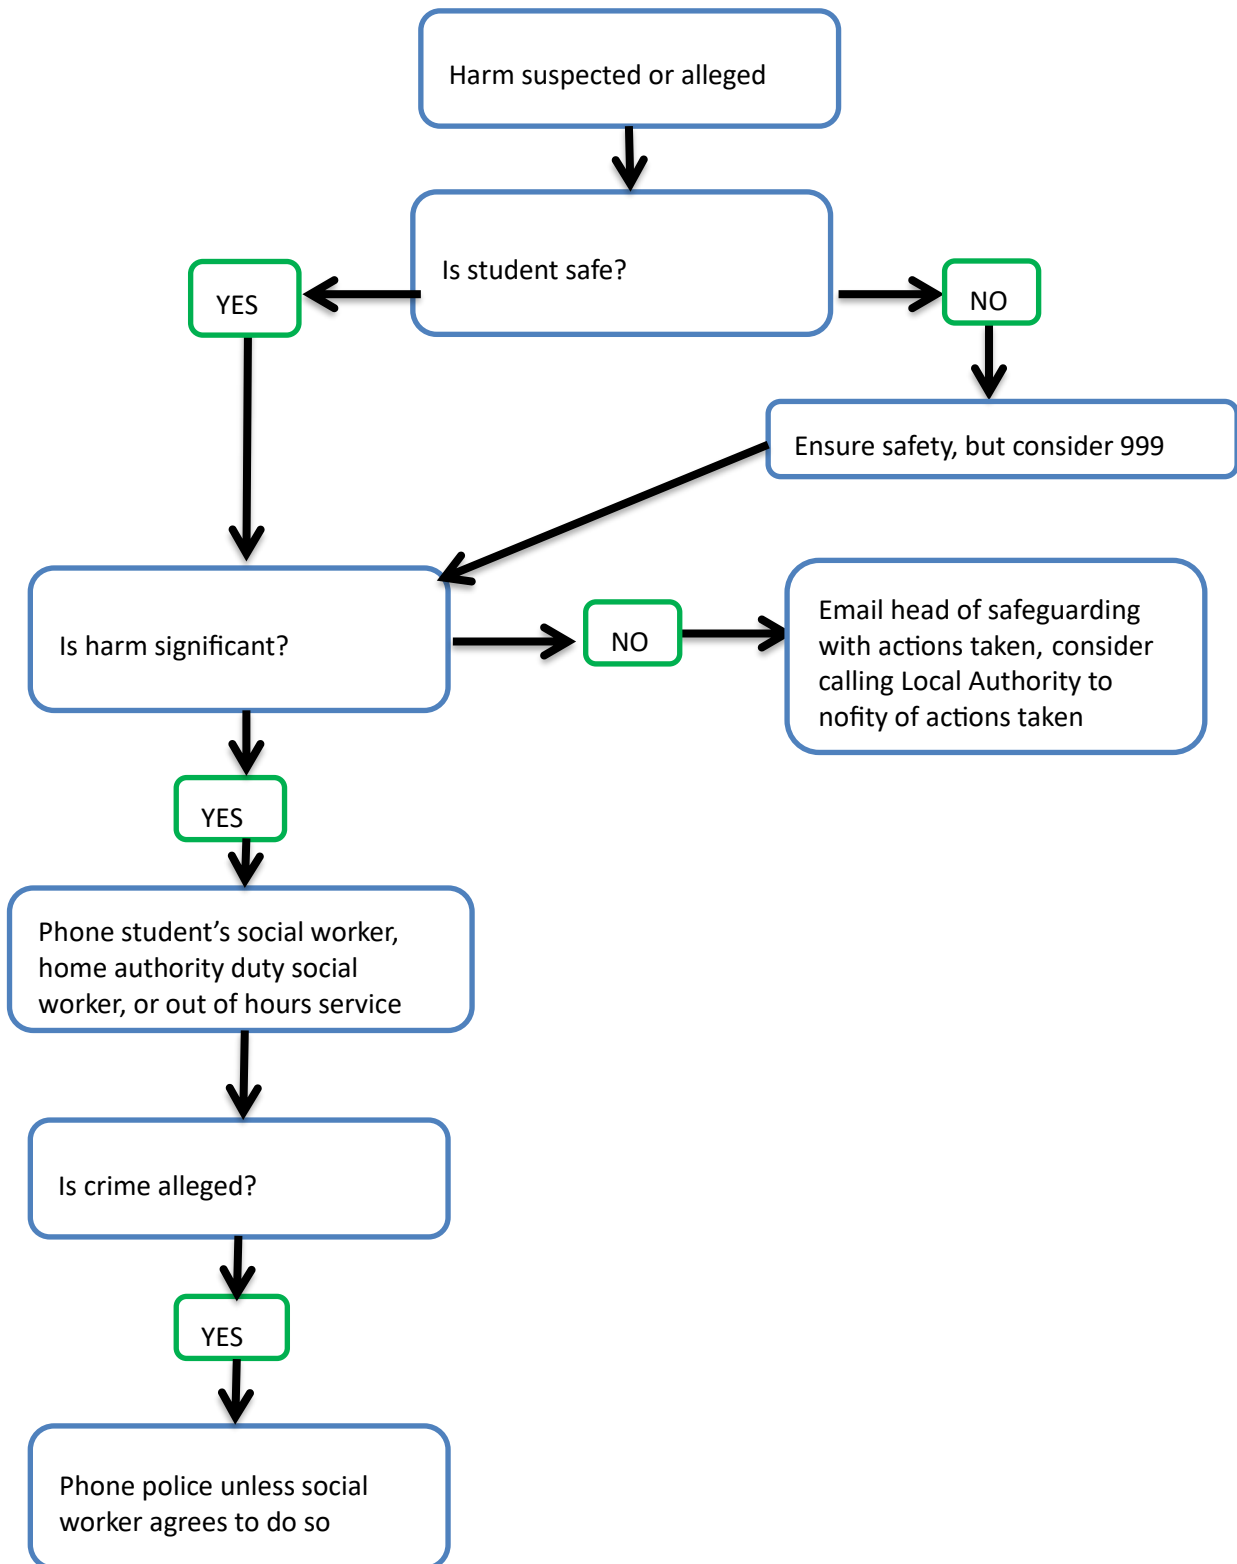 Harm suspected or alleged
Is student safe?
YES
NO
Ensure safety, but consider 999
Is harm significant?
NO
Email head of safeguarding
with actions taken, consider
calling Local Authority to
nofity of actions taken
YES
Phone student’s social worker,
home authority duty social
worker, or out of hours service
Is crime alleged?
YES
Phone police unless social
worker agrees to do so